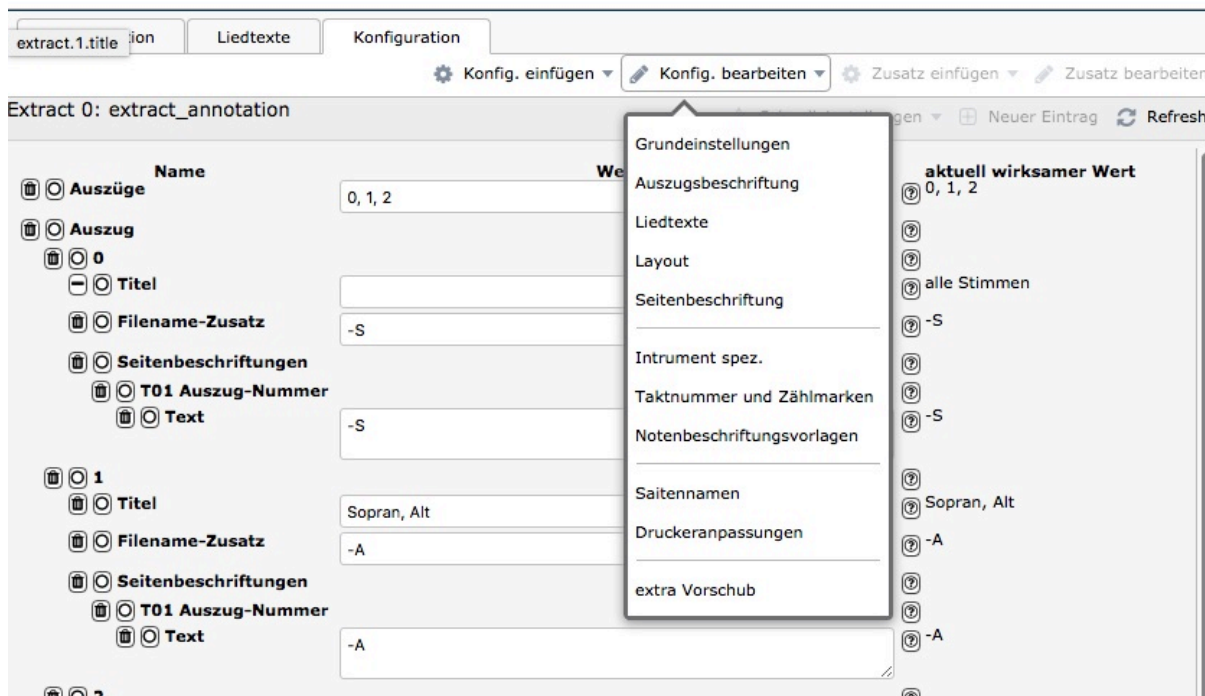 extract.1.title
ion Liedtexte Konfiguration
Konfig. einfügen Konfig. bearbeiten Zusatz einfügen Zusatz bearbeiten
Extract 0: extract_annotation
gen Neuer Eintrag Refresh
Grundeinstellungen
Auszugsbeschriftung
Liedtexte
Layout
Seitenbeschriftung
Intrument spez.
Taktnummer und Zählmarken
Notenbeschriftungsvorlagen
Saitennamen
Druckeranpassungen
extra Vorschub
Name We aktuell wirksamer Wert
Auszüge 0, 1, 2 0, 1, 2
Auszug
0
Titel alle Stimmen
Filename-Zusatz -S -S
Seitenbeschriftungen
T01 Auszug-Nummer
Text -S -S
1
Titel Sopran, Alt Sopran, Alt
Filename-Zusatz -A -A
Seitenbeschriftungen
T01 Auszug-Nummer
Text -A -A